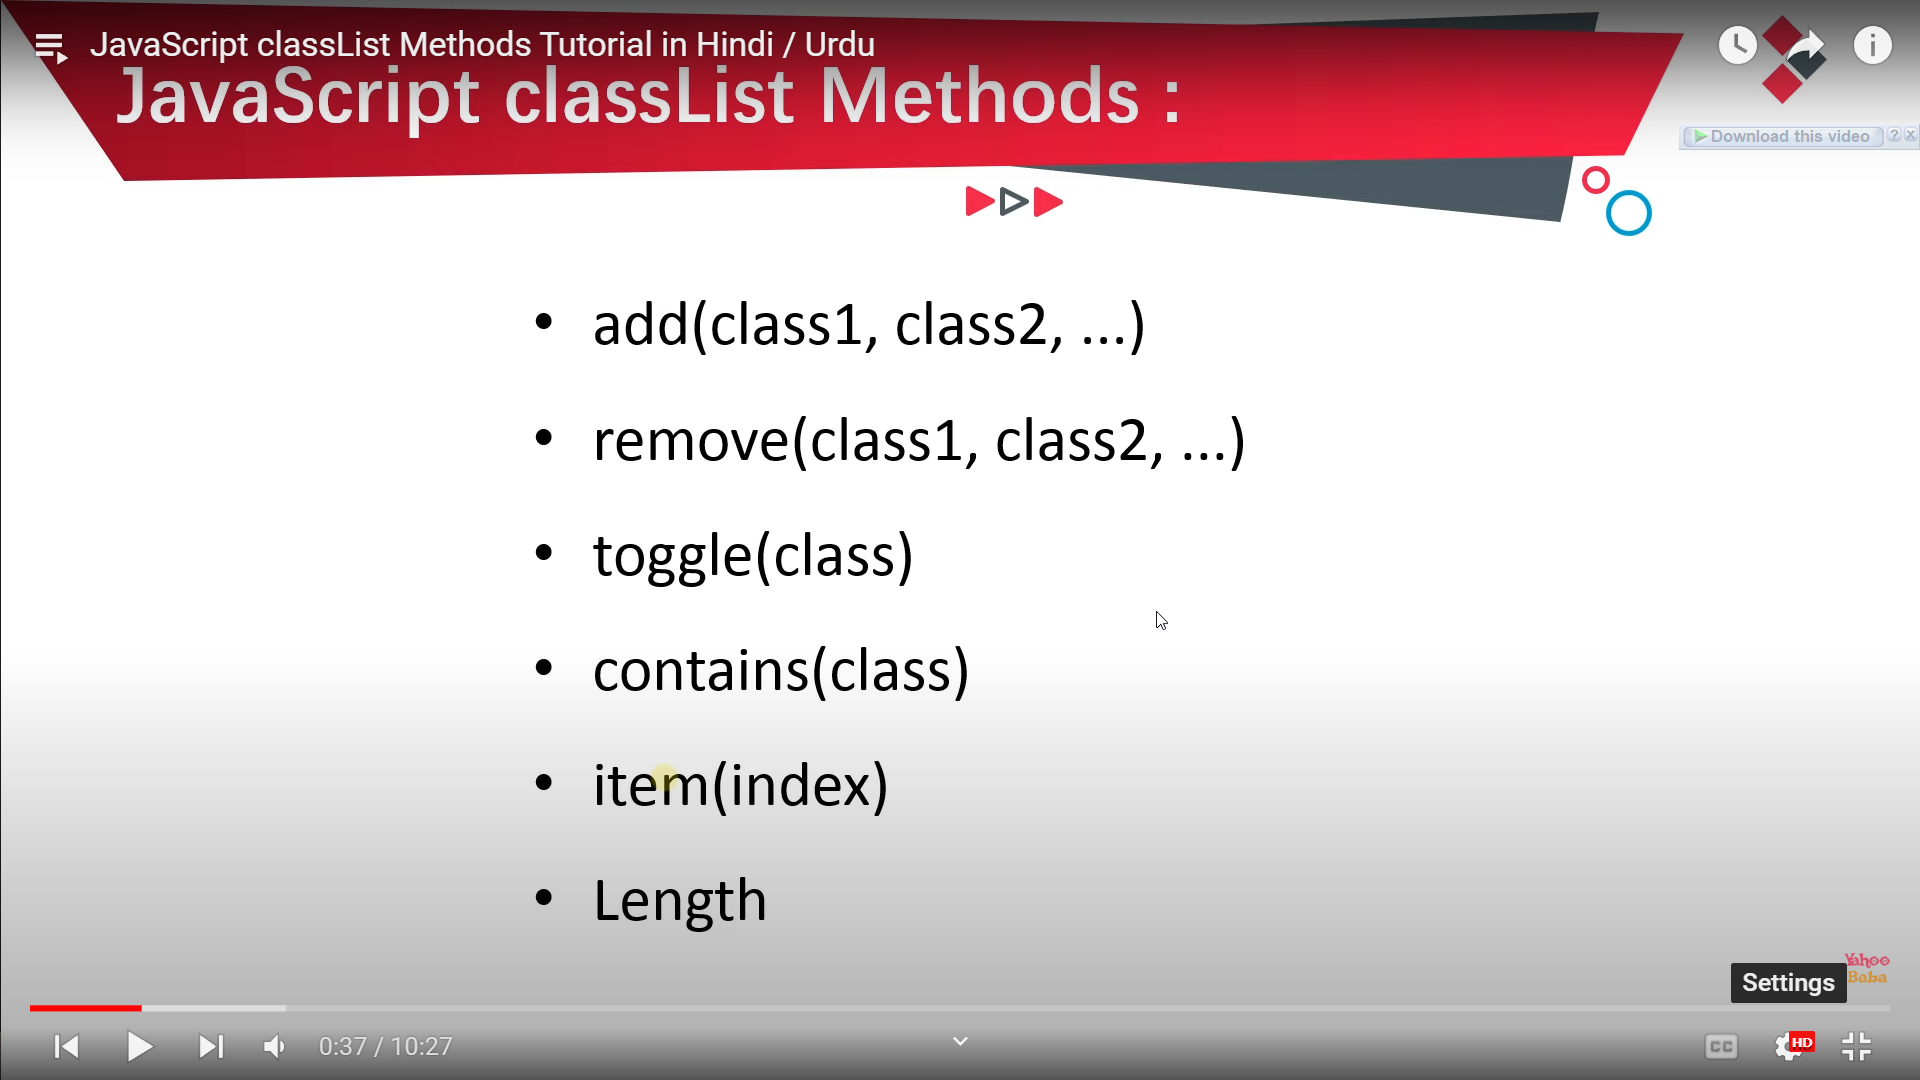 JavaScript classList Methods Tutorial in Hindi / Urdu
JavaScript classList Methods :
Download this video ? X
• add(class1, class2, ...)
• remove(class1, class2, ...)
• toggle(class)
• contains(class)
• item(index)
• Length
Yahoo
Baba
Settings
0:37 / 10:27
CC
HD